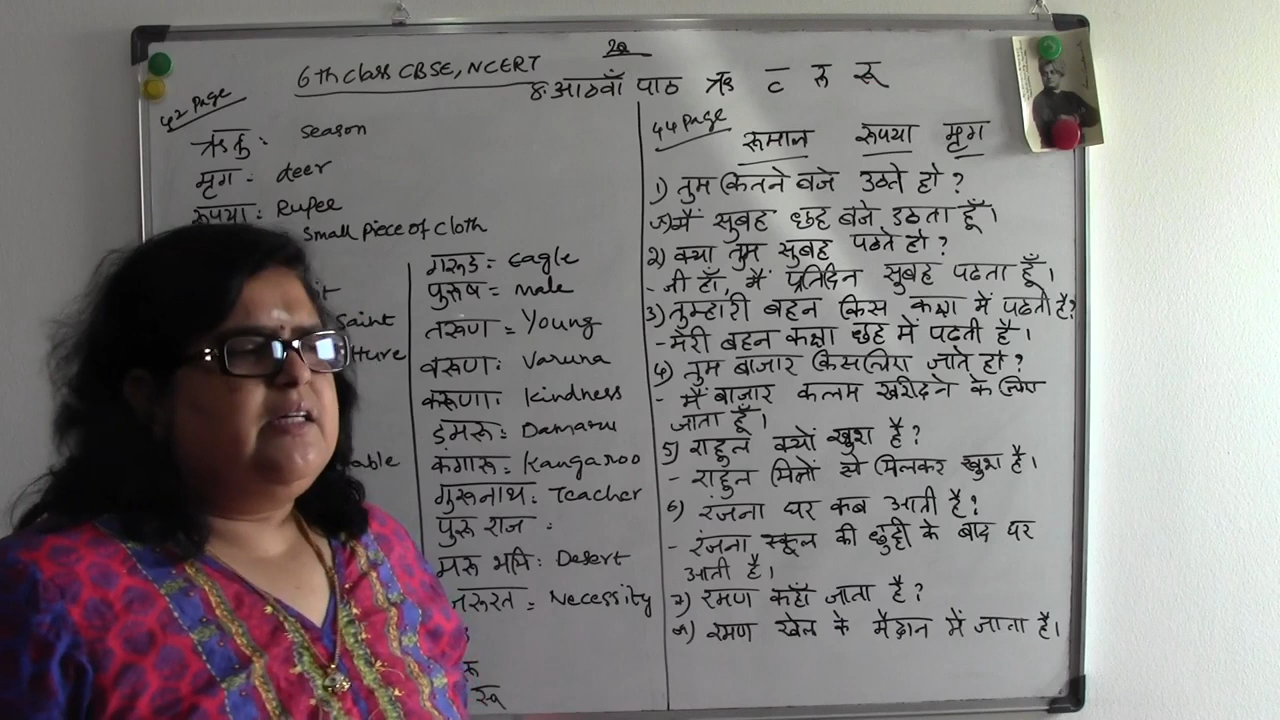 6th class CBSE, NCERT
8. आठवाँ पाठ ऋ रु रू
42 Page
season
मृग = deer
रूपया : Rupee
small piece of cloth
Saint
गरूड = Eagle
पुरूष = male
तरूण = Young
वरूण : Varuna
करूणा : kindness
डमरू : Damaru
कंगारू : Kangaroo
गुरूनाथ : Teacher
पुरू राज :
मरू भूमि : Desert
जरूरत = Necessity
44 Page
रूमाल रूपया मृग
1) तुम कितने बजे उठते हो ?
ज) मैं सुबह छह बजे उठता हूँ।
2) क्या तुम सुबह पढते हो ?
- जी हाँ, मैं प्रतिदिन सुबह पढता हूँ।
3) तुम्हारी बहन किस कक्षा में पढती है?
- मेरी बहन कक्षा छह में पढ़ती है।
4) तुम बाजार किसलिए जाते हो ?
- मैं बाज़ार कलम खरीदने के लिए
जाता हूँ।
5) राहुल क्यों खुश है ?
- राहुल मित्रों से मिलकर खुश है।
6) रंजना घर कब आती है ?
- रंजना स्कूल की छुट्टी के बाद घर
आती है।
7) रमण कहाँ जाता है ?
ज) रमण खेल के मैदान में जाता है।